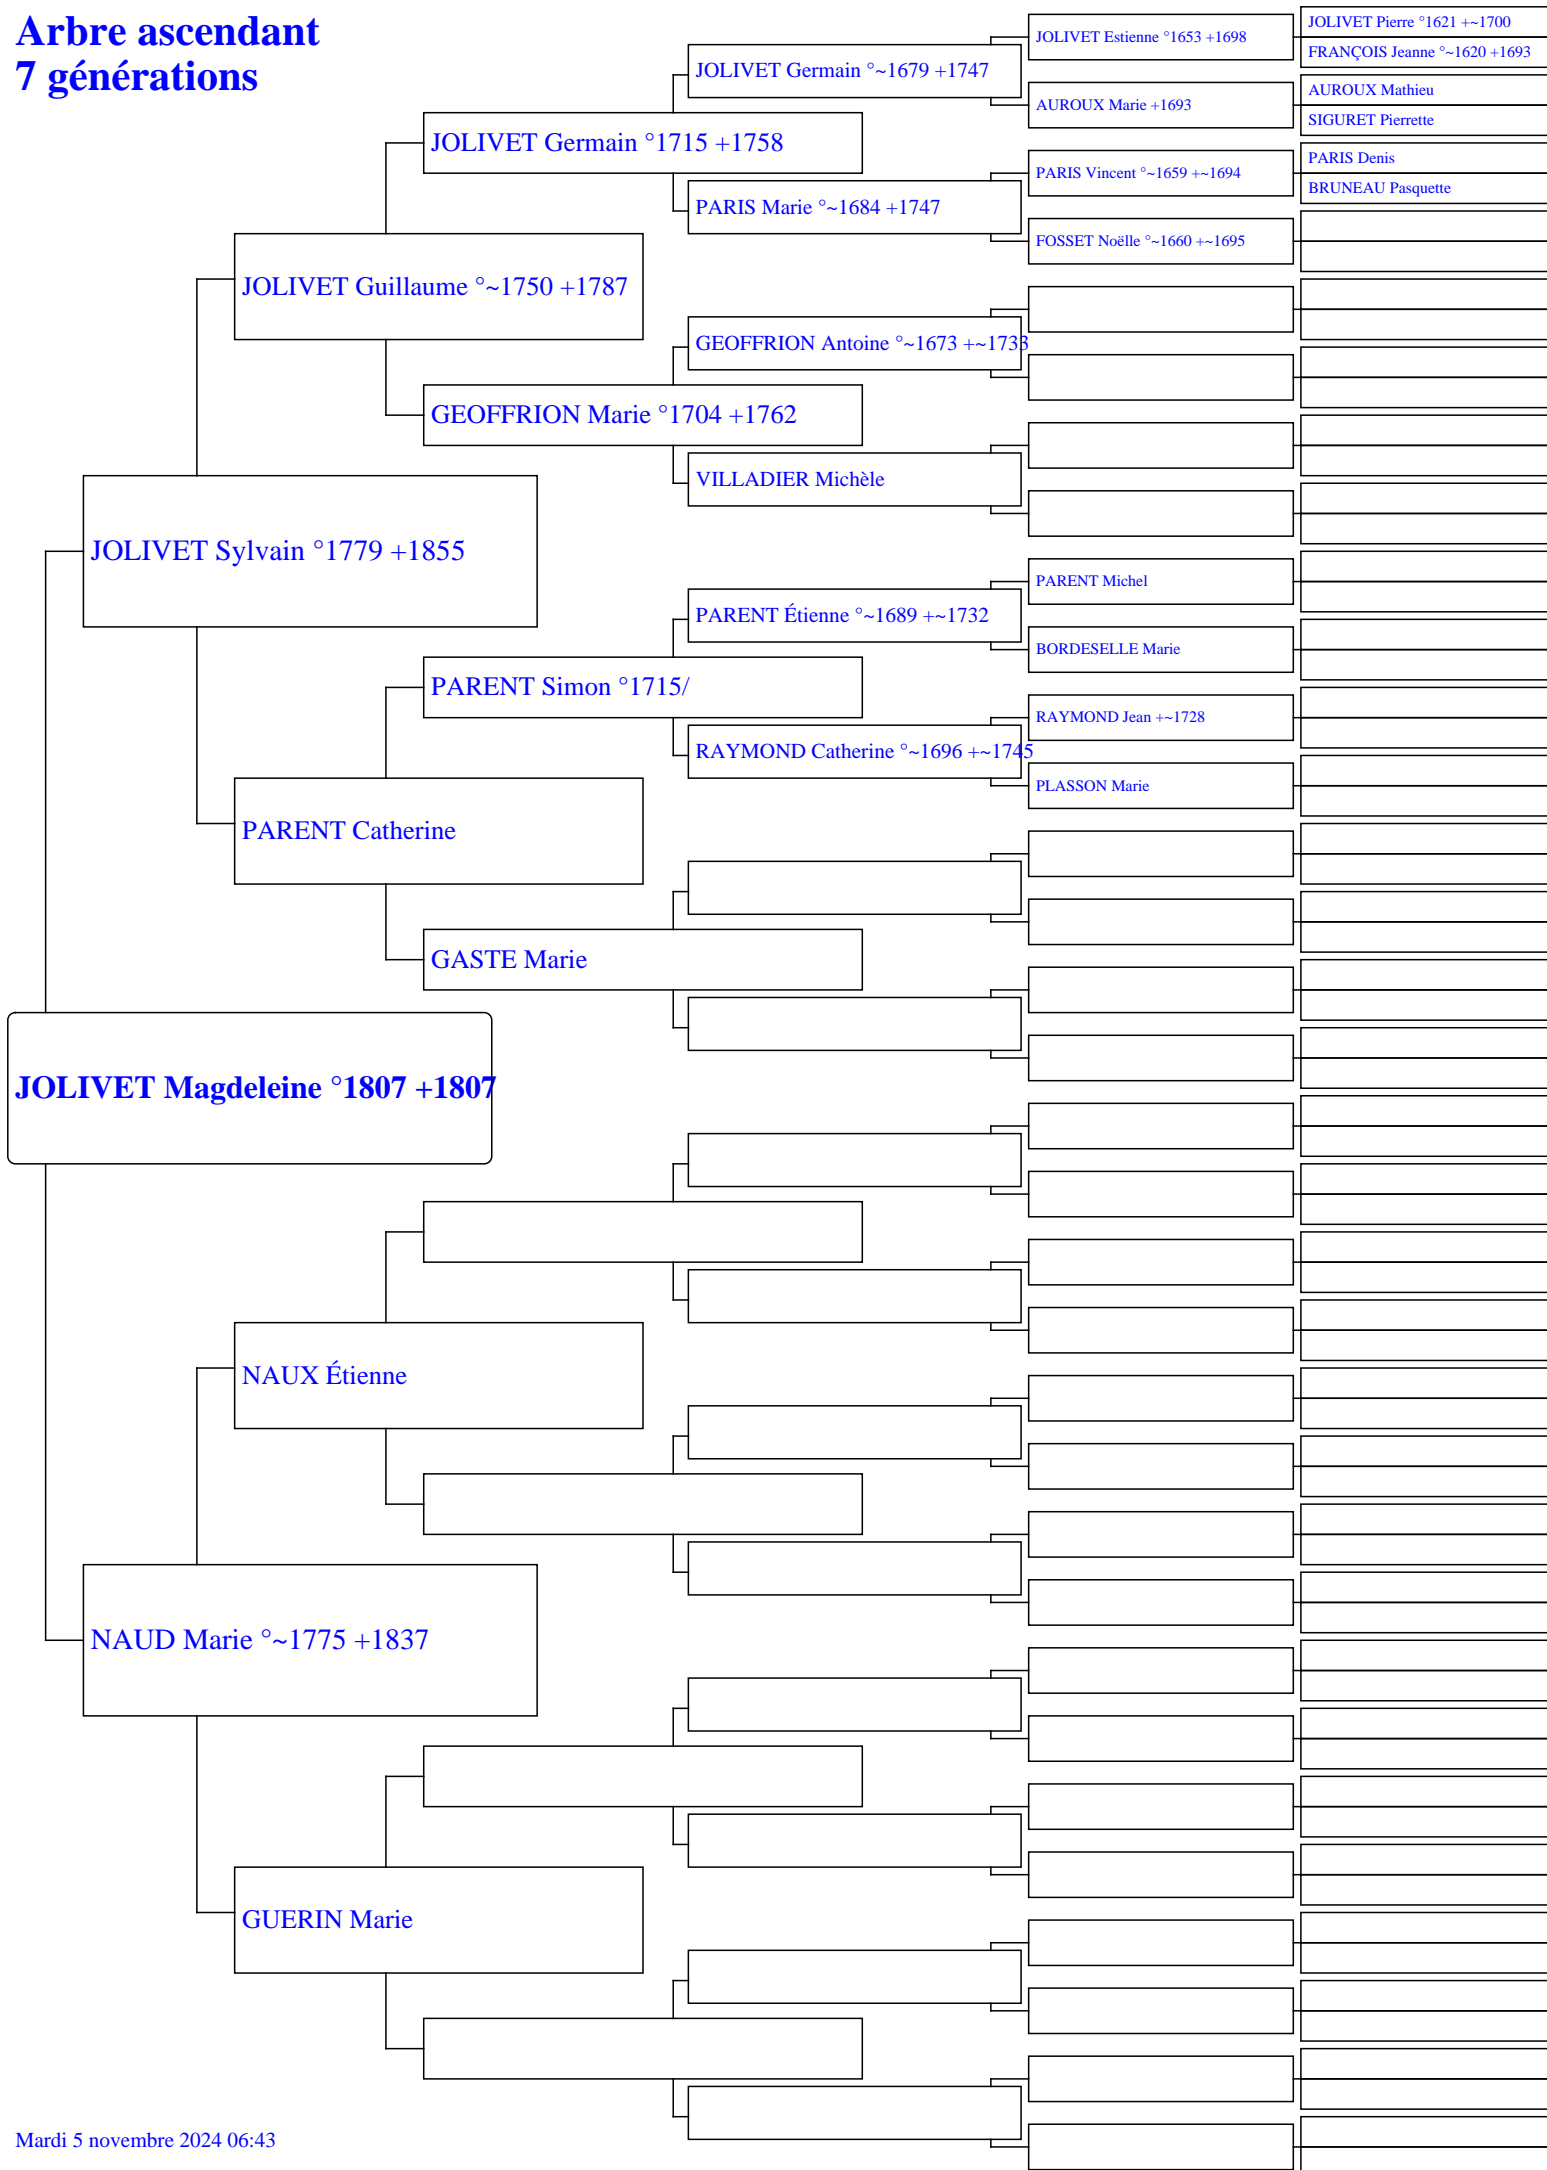 Arbre ascendant
7 générations
JOLIVET Pierre °1621 +~1700
JOLIVET Estienne °1653 +1698
FRANÇOIS Jeanne °~1620 +1693
JOLIVET Germain °~1679 +1747
AUROUX Mathieu
AUROUX Marie +1693
SIGURET Pierrette
JOLIVET Germain °1715 +1758
PARIS Denis
PARIS Vincent °~1659 +~1694
BRUNEAU Pasquette
PARIS Marie °~1684 +1747
FOSSET Noëlle °~1660 +~1695
JOLIVET Guillaume °~1750 +1787
GEOFFRION Antoine °~1673 +~1733
GEOFFRION Marie °1704 +1762
VILLADIER Michèle
JOLIVET Sylvain °1779 +1855
PARENT Michel
PARENT Étienne °~1689 +~1732
BORDESELLE Marie
PARENT Simon °1715/
RAYMOND Jean +~1728
RAYMOND Catherine °~1696 +~1745
PLASSON Marie
PARENT Catherine
GASTE Marie
JOLIVET Magdeleine °1807 +1807
NAUX Étienne
NAUD Marie °~1775 +1837
GUERIN Marie
Mardi 5 novembre 2024 06:43